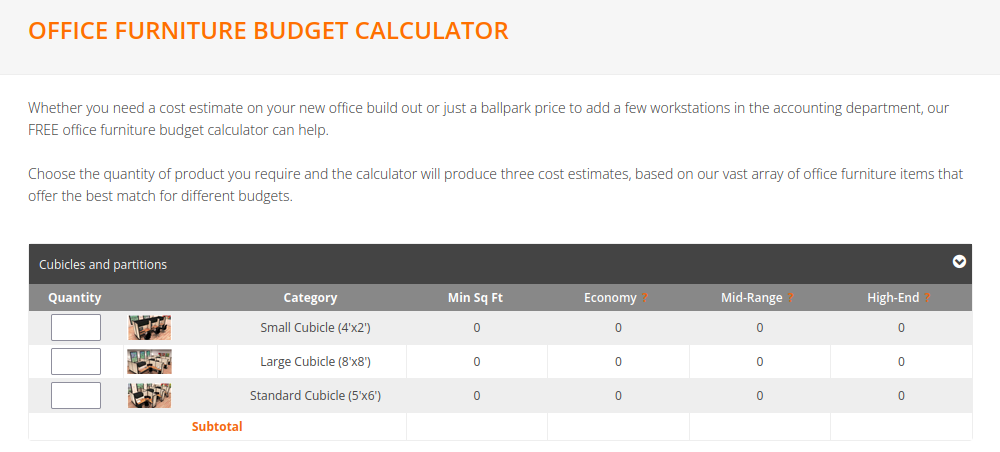 OFFICE FURNITURE BUDGET CALCULATOR
Whether you need a cost estimate on your new office build out or just a ballpark price to add a few workstations in the accounting department, our
FREE office furniture budget calculator can help.
Choose the quantity of product you require and the calculator will produce three cost estimates, based on our vast array of office furniture items that
offer the best match for different budgets.
Cubicles and partitions
Quantity Category Min Sq Ft Economy ? Mid-Range ? High-End ?
Small Cubicle (4'x2') 0 0 0 0
Large Cubicle (8'x8') 0 0 0 0
Standard Cubicle (5'x6') 0 0 0 0
Subtotal